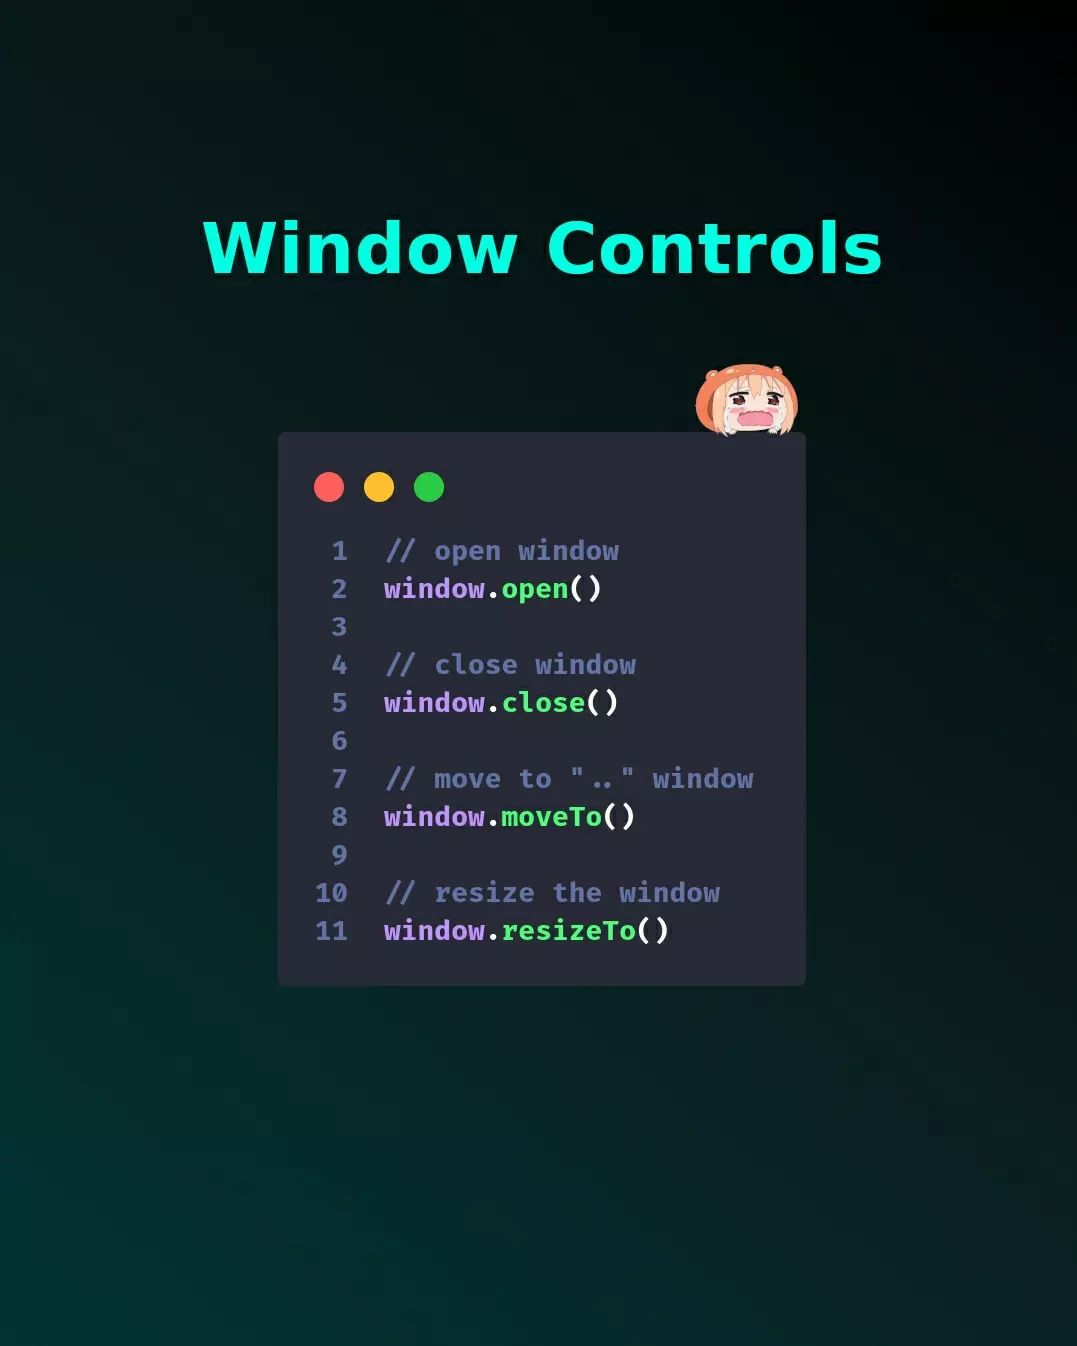 Window Controls
1 // open window
2 window.open()
3
4 // close window
5 window.close()
6
7 // move to ".." window
8 window.moveTo()
9
10 // resize the window
11 window.resizeTo()